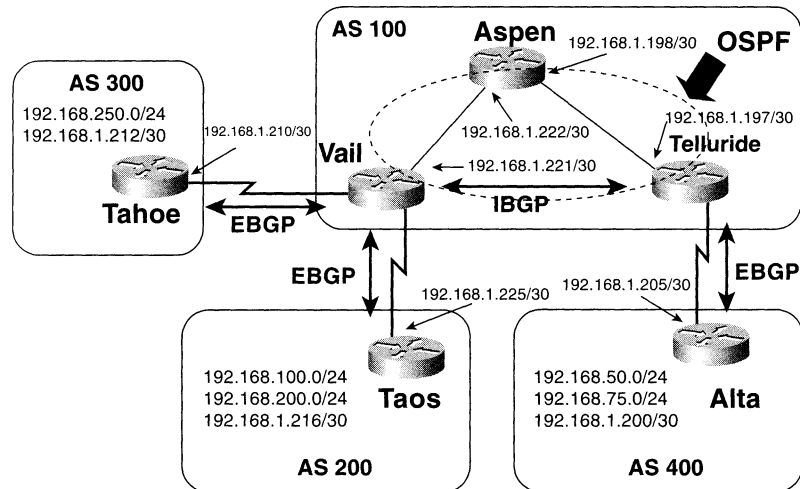 AS 100
Aspen
192.168.1.198/30
OSPF
AS 300
192.168.250.0/24
192.168.1.212/30
192.168.1.210/30
192.168.1.222/30
192.168.1.197/30
Telluride
Vail
192.168.1.221/30
Tahoe
IBGP
EBGP
EBGP
EBGP
192.168.1.225/30
192.168.1.205/30
192.168.100.0/24
192.168.200.0/24
192.168.1.216/30
Taos
192.168.50.0/24
192.168.75.0/24
192.168.1.200/30
Alta
AS 200
AS 400